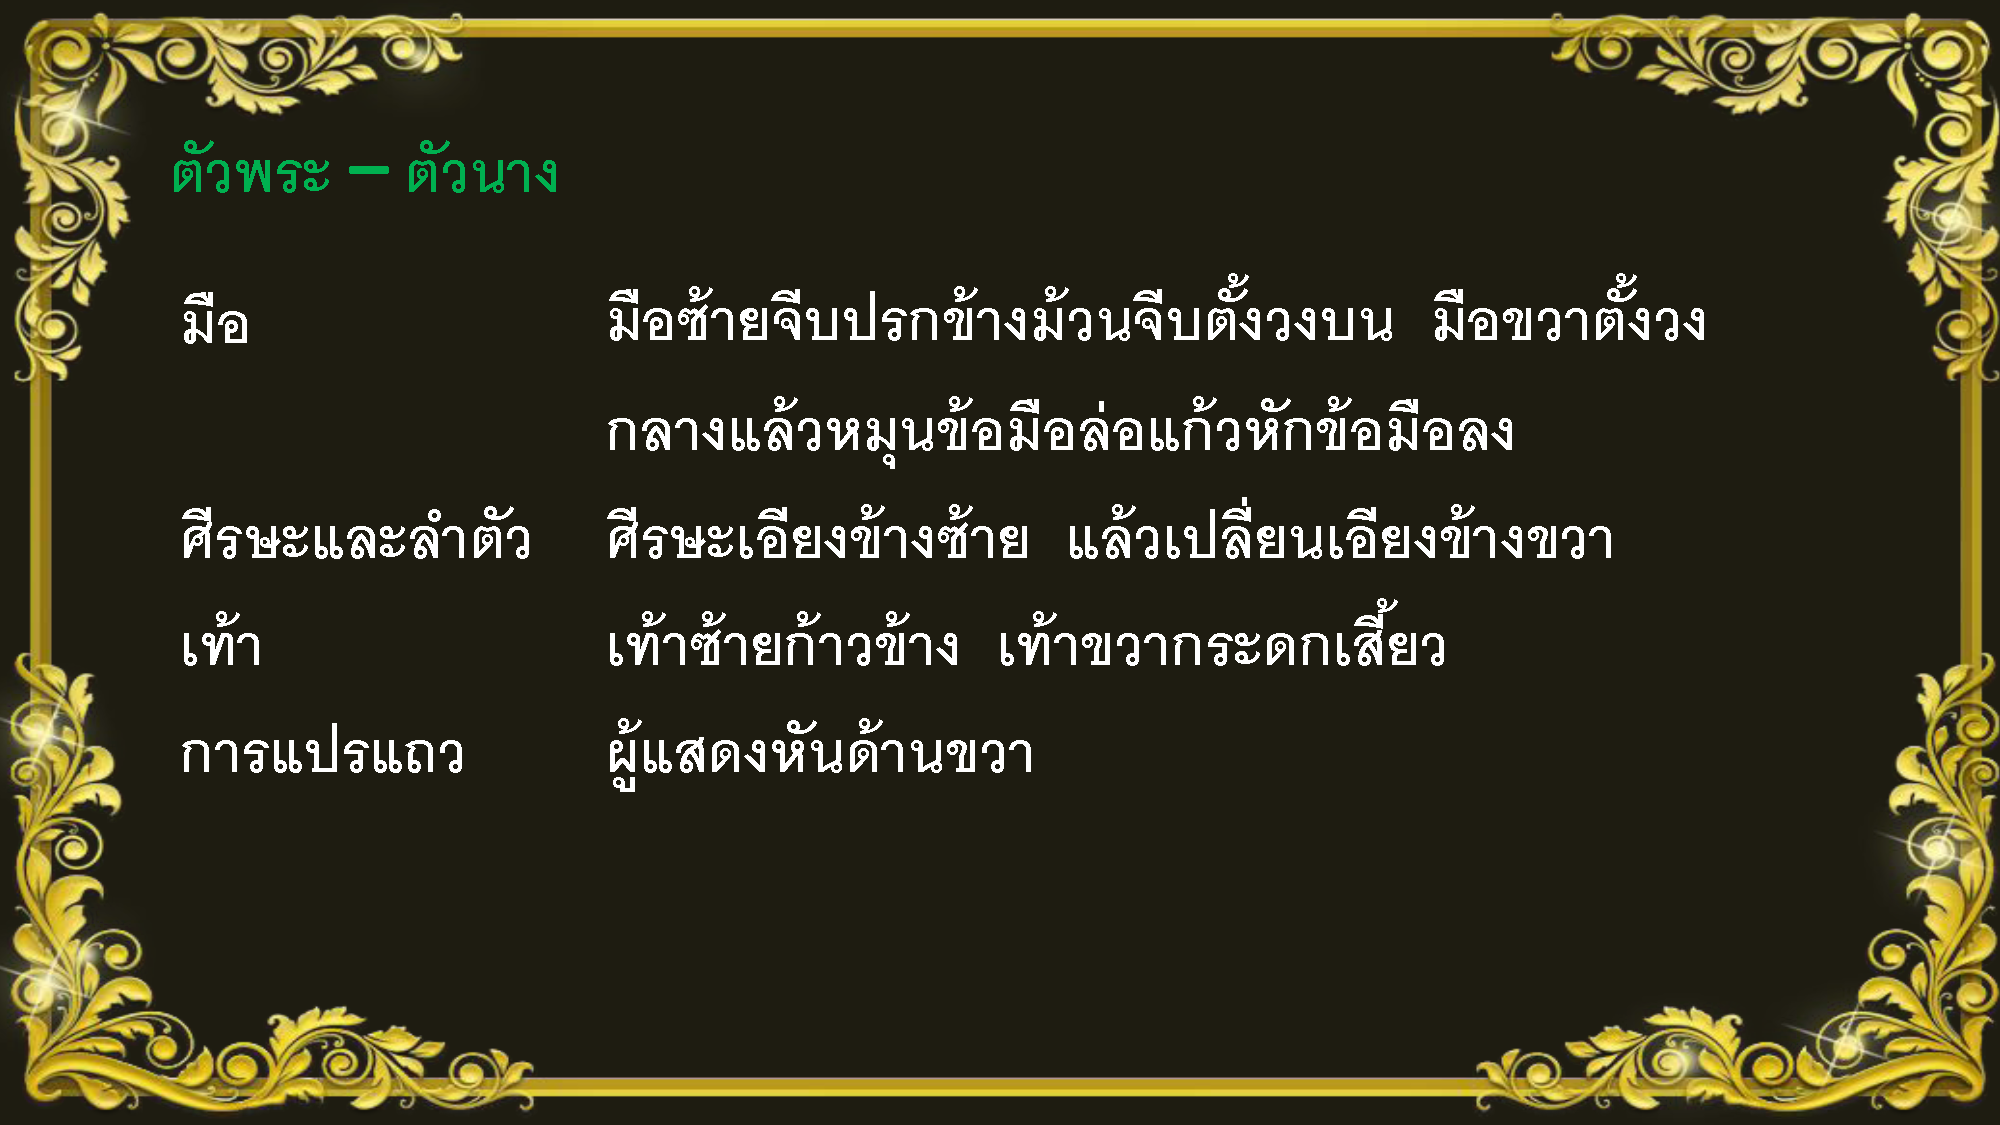 ตัวพระ – ตัวนาง
มือ มือซ้ายจีบปรกข้างม้วนจีบตั้งวงบน มือขวาตั้งวง
กลางแล้วหมุนข้อมือล่อแก้วหักข้อมือลง
ศีรษะและลำตัว ศีรษะเอียงข้างซ้าย แล้วเปลี่ยนเอียงข้างขวา
เท้า เท้าซ้ายก้าวข้าง เท้าขวากระดกเสี้ยว
การแปรแถว ผู้แสดงหันด้านขวา